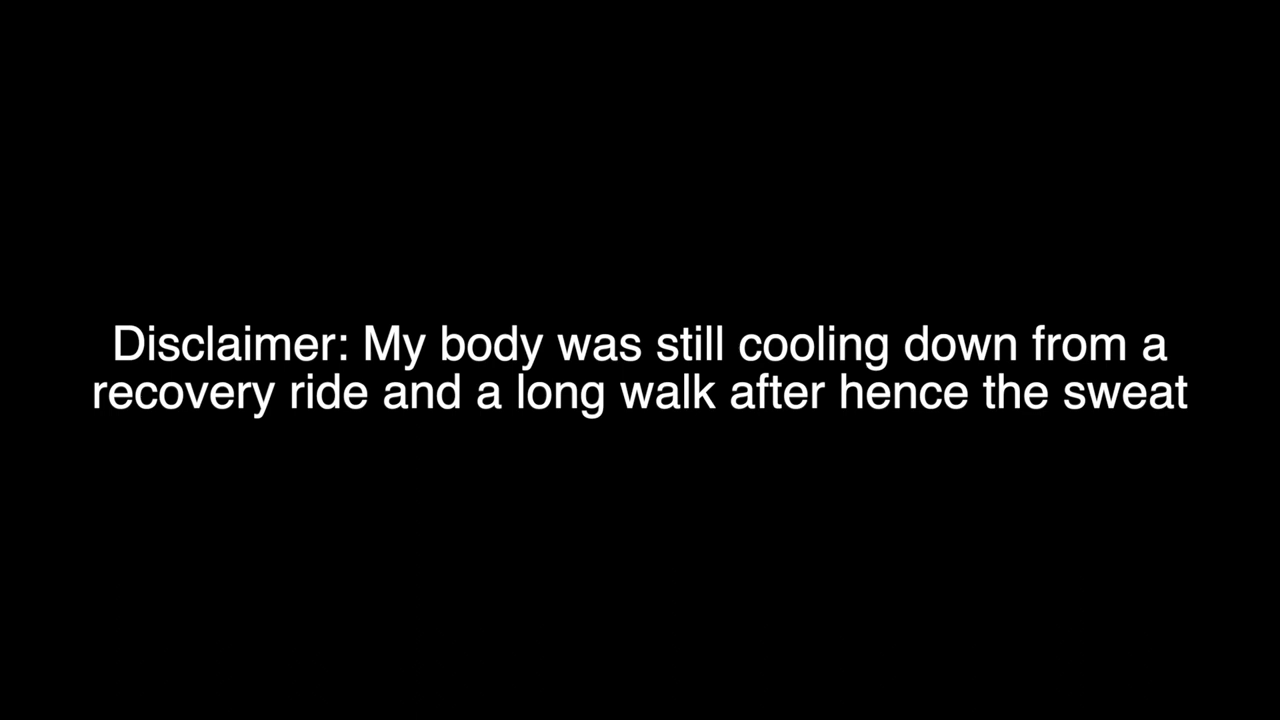 Disclaimer: My body was still cooling down from a
recovery ride and a long walk after hence the sweat